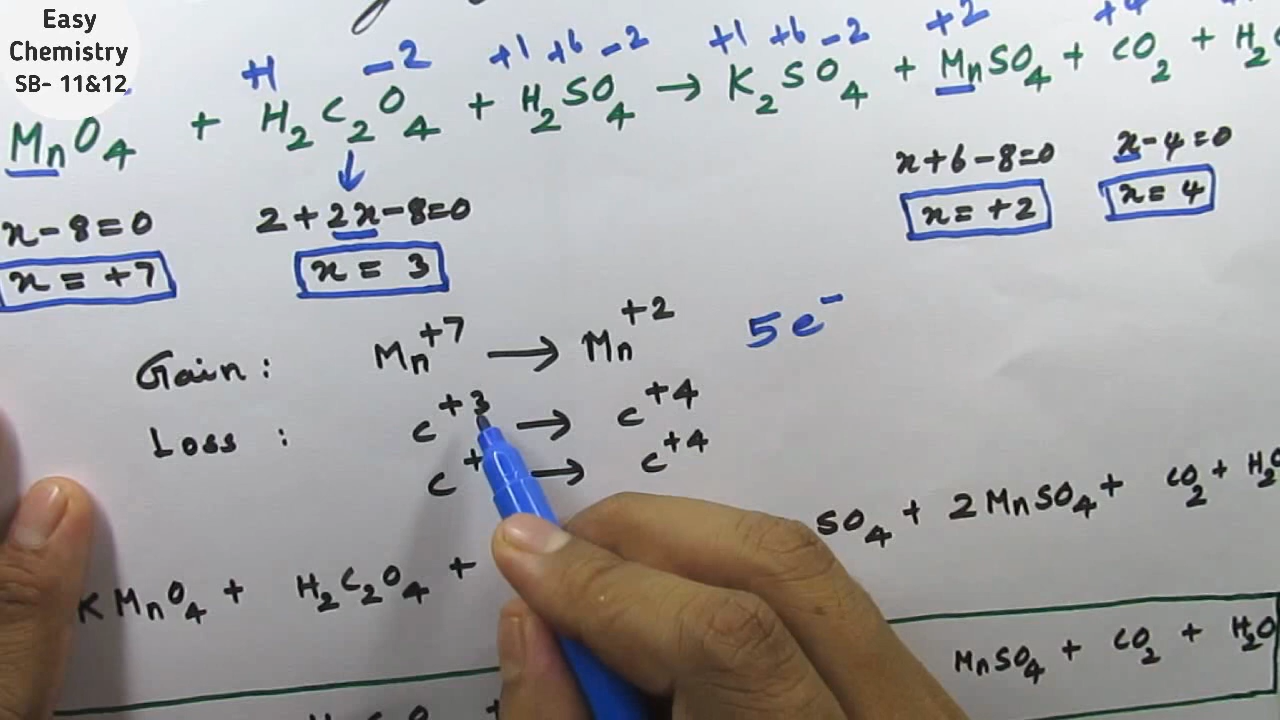 Easy
Chemistry
SB- 11&12
+1 -2 +1 +6 -2 +1 +6 -2 +2 +4
MnO4 + H2C2O4 + H2SO4 → K2SO4 + MnSO4 + CO2 + H2
x-8=0 2+2x-8=0 x+6-8=0 x-4=0
x = +7 x = 3 x = +2 x = 4
Gain: Mn+7 → Mn+2 5e-
Loss : C+3 → C+4
C+ → C+4
KMnO4 + H2C2O4 + SO4 + 2MnSO4 + CO2 + H2O
MnSO4 + CO2 + H2O